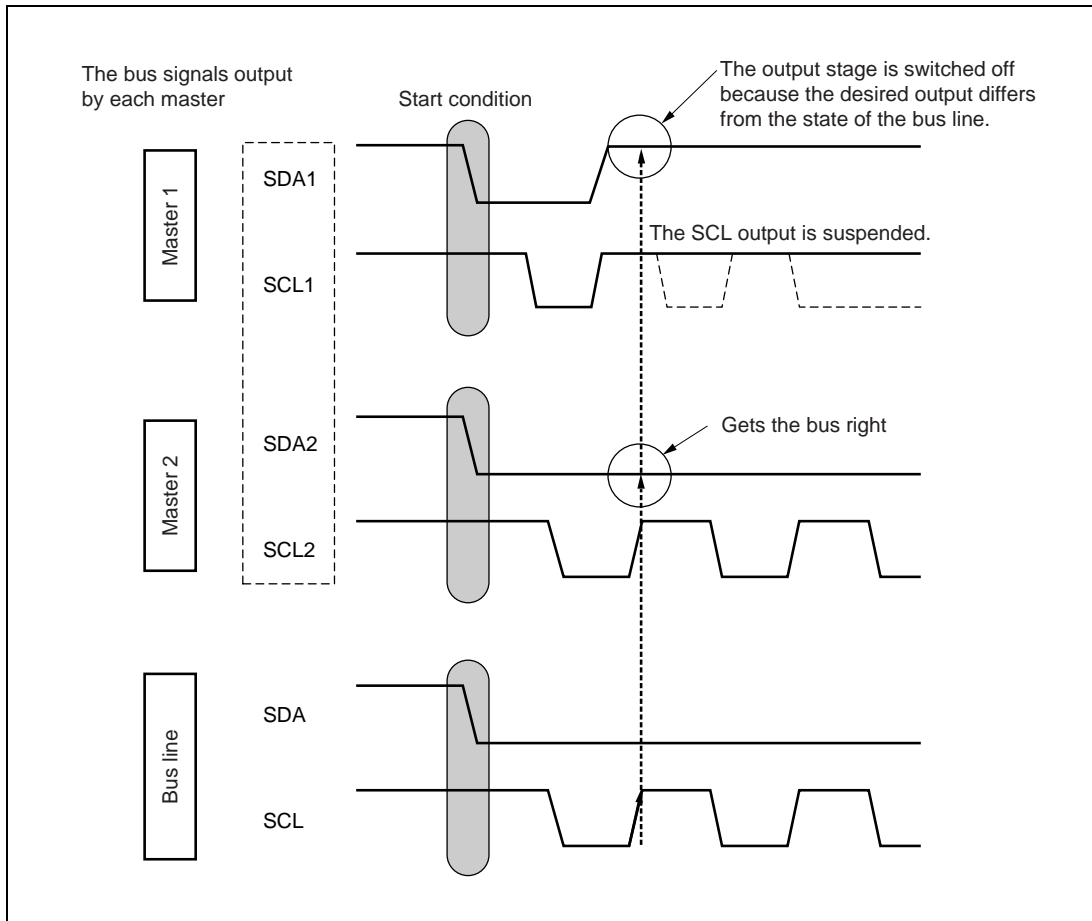 The bus signals output
by each master
Start condition
The output stage is switched off
because the desired output differs
from the state of the bus line.
Master 1
SDA1
The SCL output is suspended.
SCL1
Master 2
SDA2
Gets the bus right
SCL2
Bus line
SDA
SCL